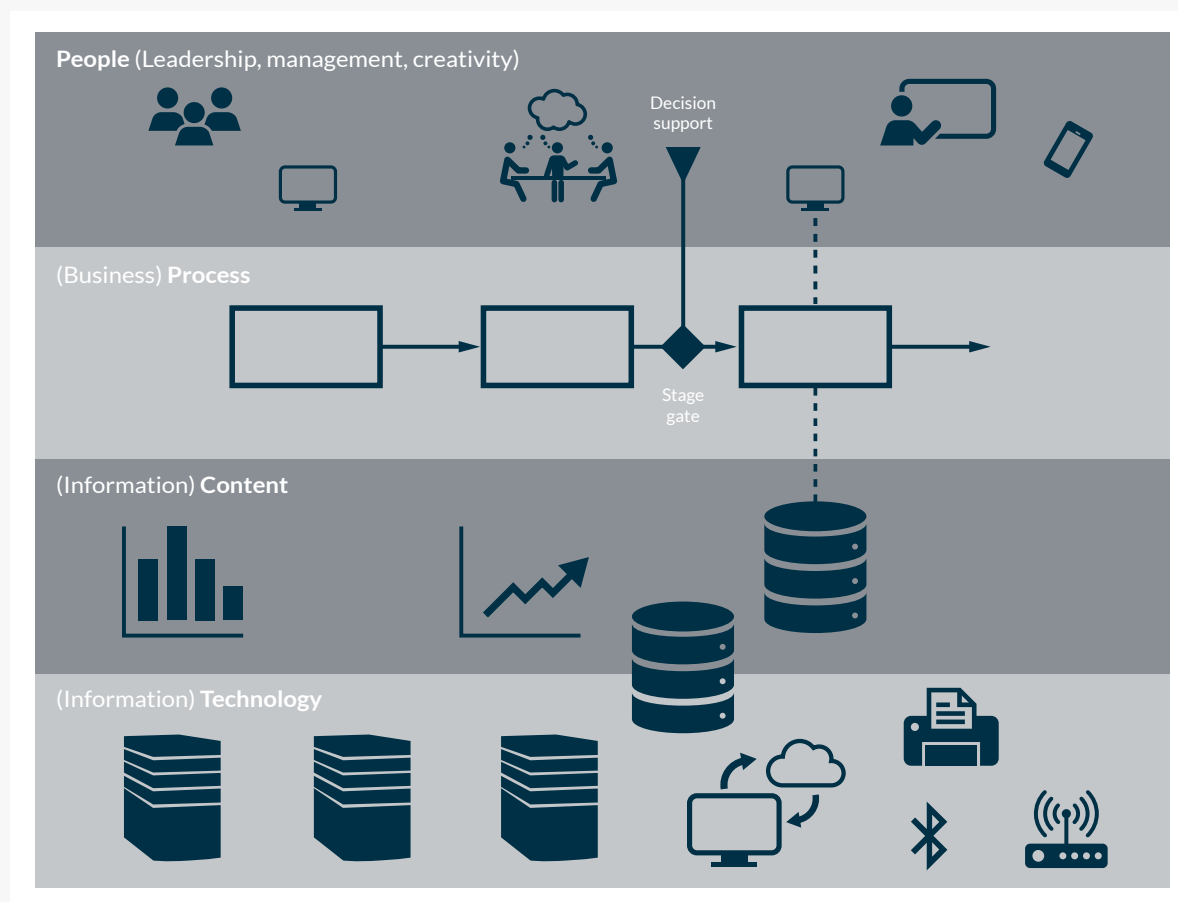 People (Leadership, management, creativity)
Decision
support
(Business) Process
Stage
gate
(Information) Content
(Information) Technology